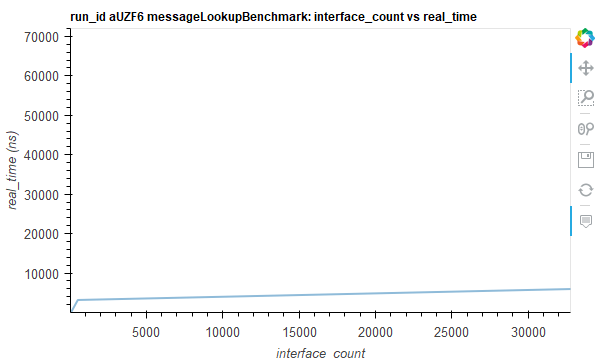 run_id aUZF6 messageLookupBenchmark: interface_count vs real_time
70000
60000
50000
40000
30000
20000
10000
real_time (ns)
5000 10000 15000 20000 25000 30000
interface_count